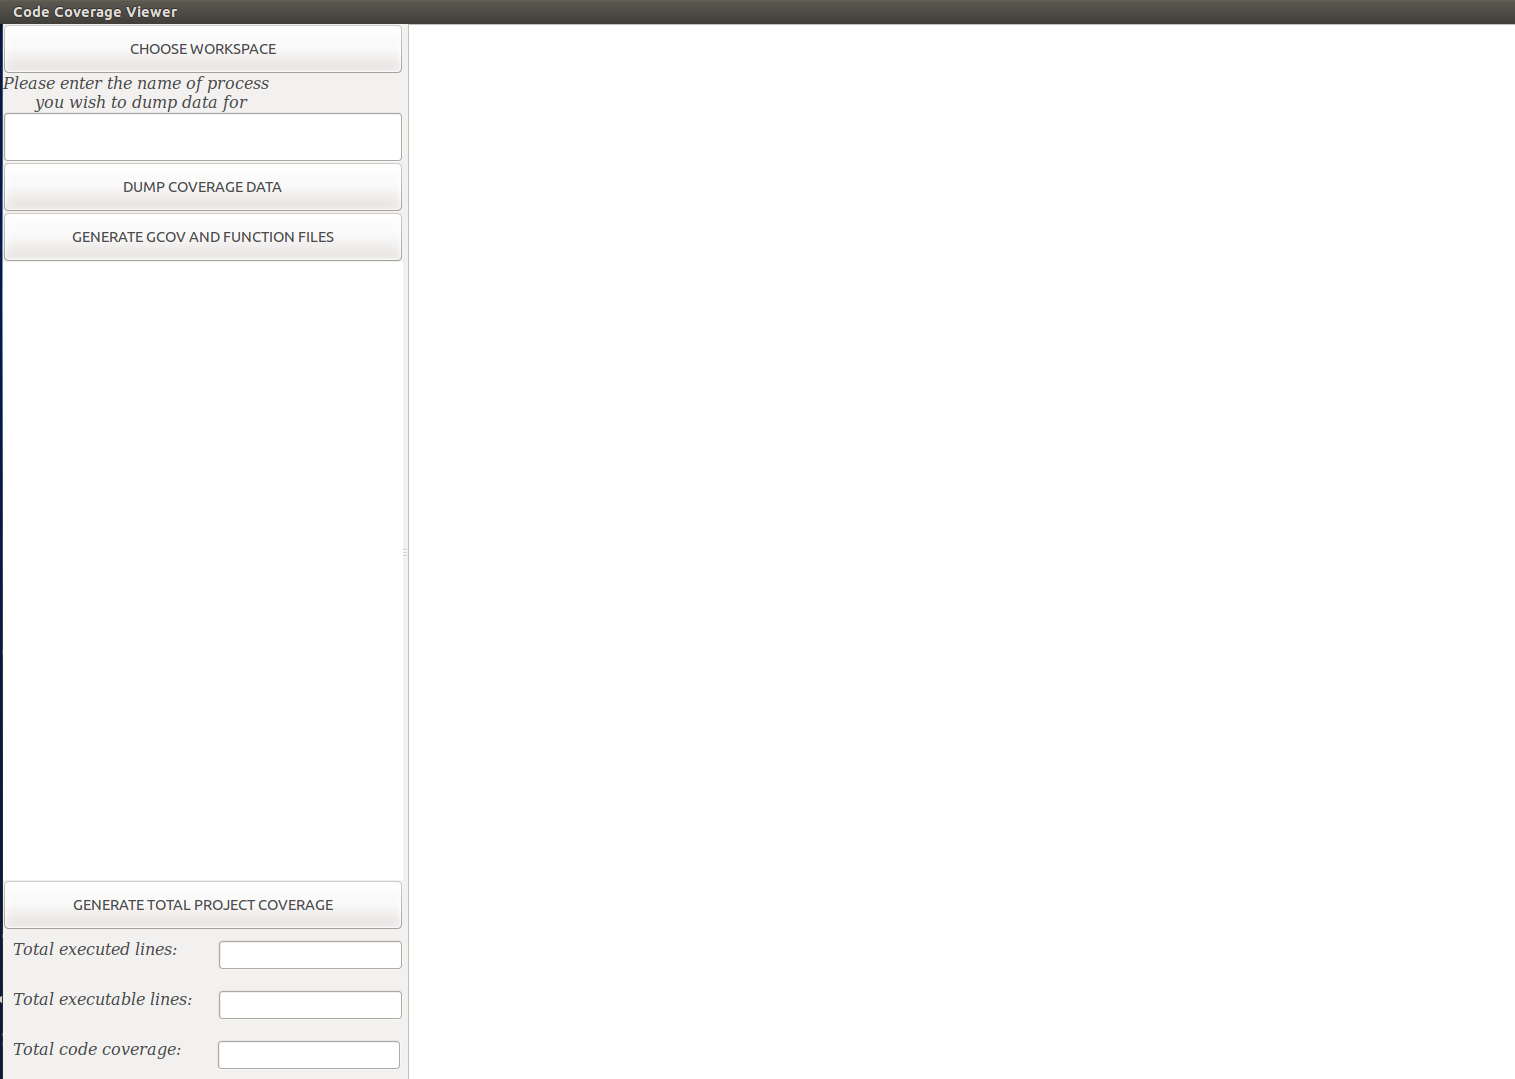 Code Coverage Viewer
CHOOSE WORKSPACE
Please enter the name of process
you wish to dump data for
DUMP COVERAGE DATA
GENERATE GCOV AND FUNCTION FILES
GENERATE TOTAL PROJECT COVERAGE
Total executed lines:
Total executable lines:
Total code coverage: